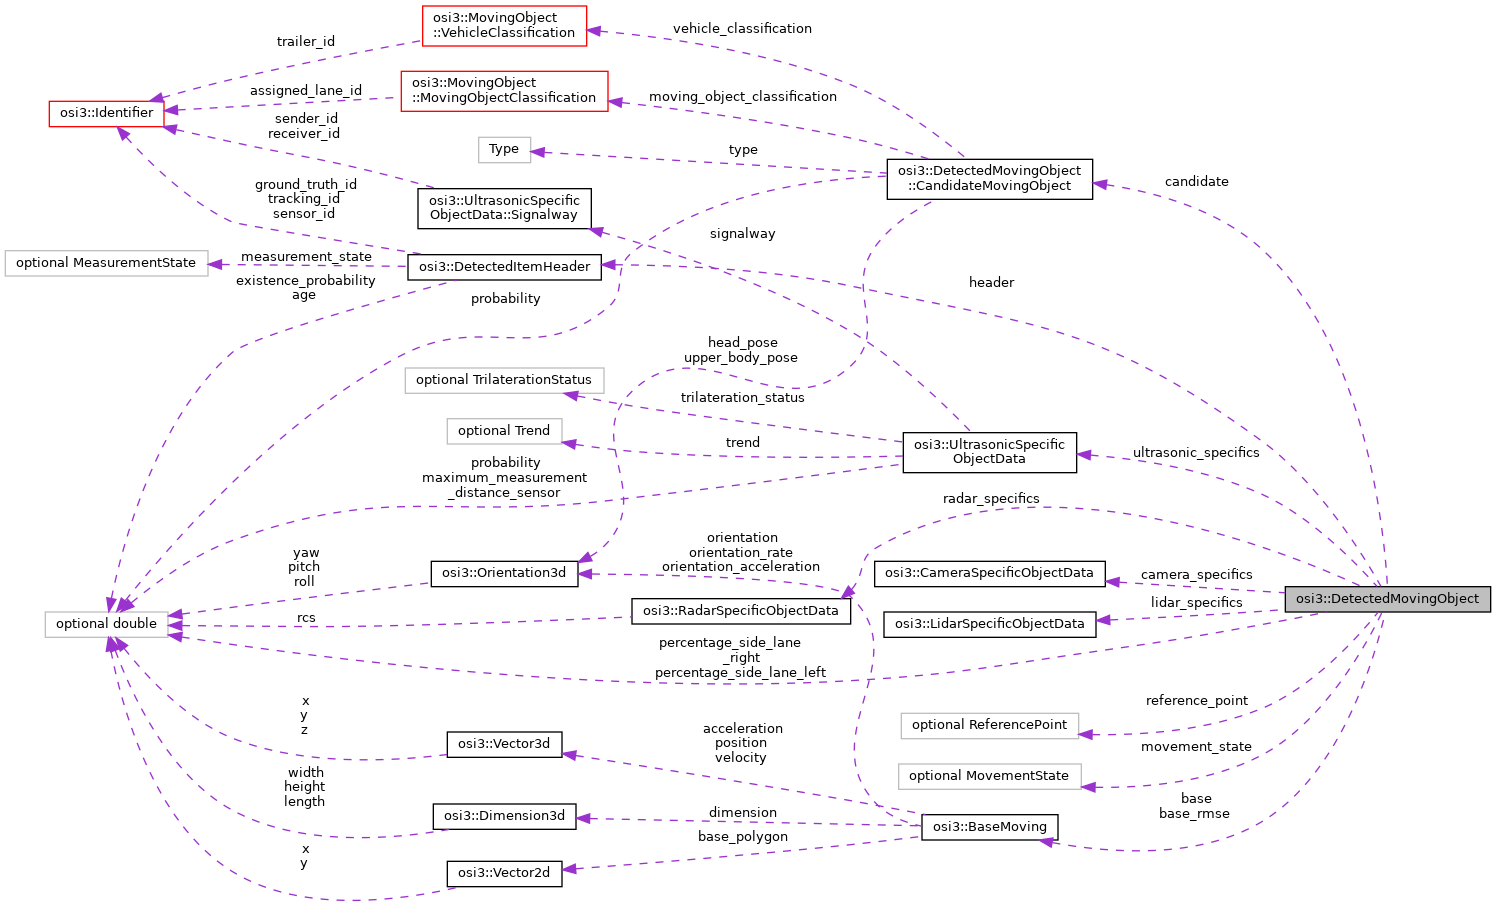 osi3::MovingObject
::VehicleClassification
vehicle_classification
trailer_id
osi3::MovingObject
::MovingObjectClassification
assigned_lane_id
moving_object_classification
osi3::Identifier
sender_id
receiver_id
Type
type
osi3::DetectedMovingObject
::CandidateMovingObject
candidate
ground_truth_id
tracking_id
sensor_id
osi3::UltrasonicSpecific
ObjectData::Signalway
signalway
optional MeasurementState
measurement_state
osi3::DetectedItemHeader
header
existence_probability
age
probability
head_pose
upper_body_pose
optional TrilaterationStatus
trilateration_status
optional Trend
trend
osi3::UltrasonicSpecific
ObjectData
ultrasonic_specifics
probability
maximum_measurement
_distance_sensor
radar_specifics
yaw
pitch
roll
osi3::Orientation3d
orientation
orientation_rate
orientation_acceleration
osi3::CameraSpecificObjectData
camera_specifics
osi3::DetectedMovingObject
optional double
rcs
osi3::RadarSpecificObjectData
osi3::LidarSpecificObjectData
lidar_specifics
percentage_side_lane
_right
percentage_side_lane_left
x
y
z
osi3::Vector3d
acceleration
position
velocity
optional ReferencePoint
reference_point
optional MovementState
movement_state
width
height
length
osi3::Dimension3d
dimension
osi3::BaseMoving
base
base_rmse
base_polygon
x
y
osi3::Vector2d